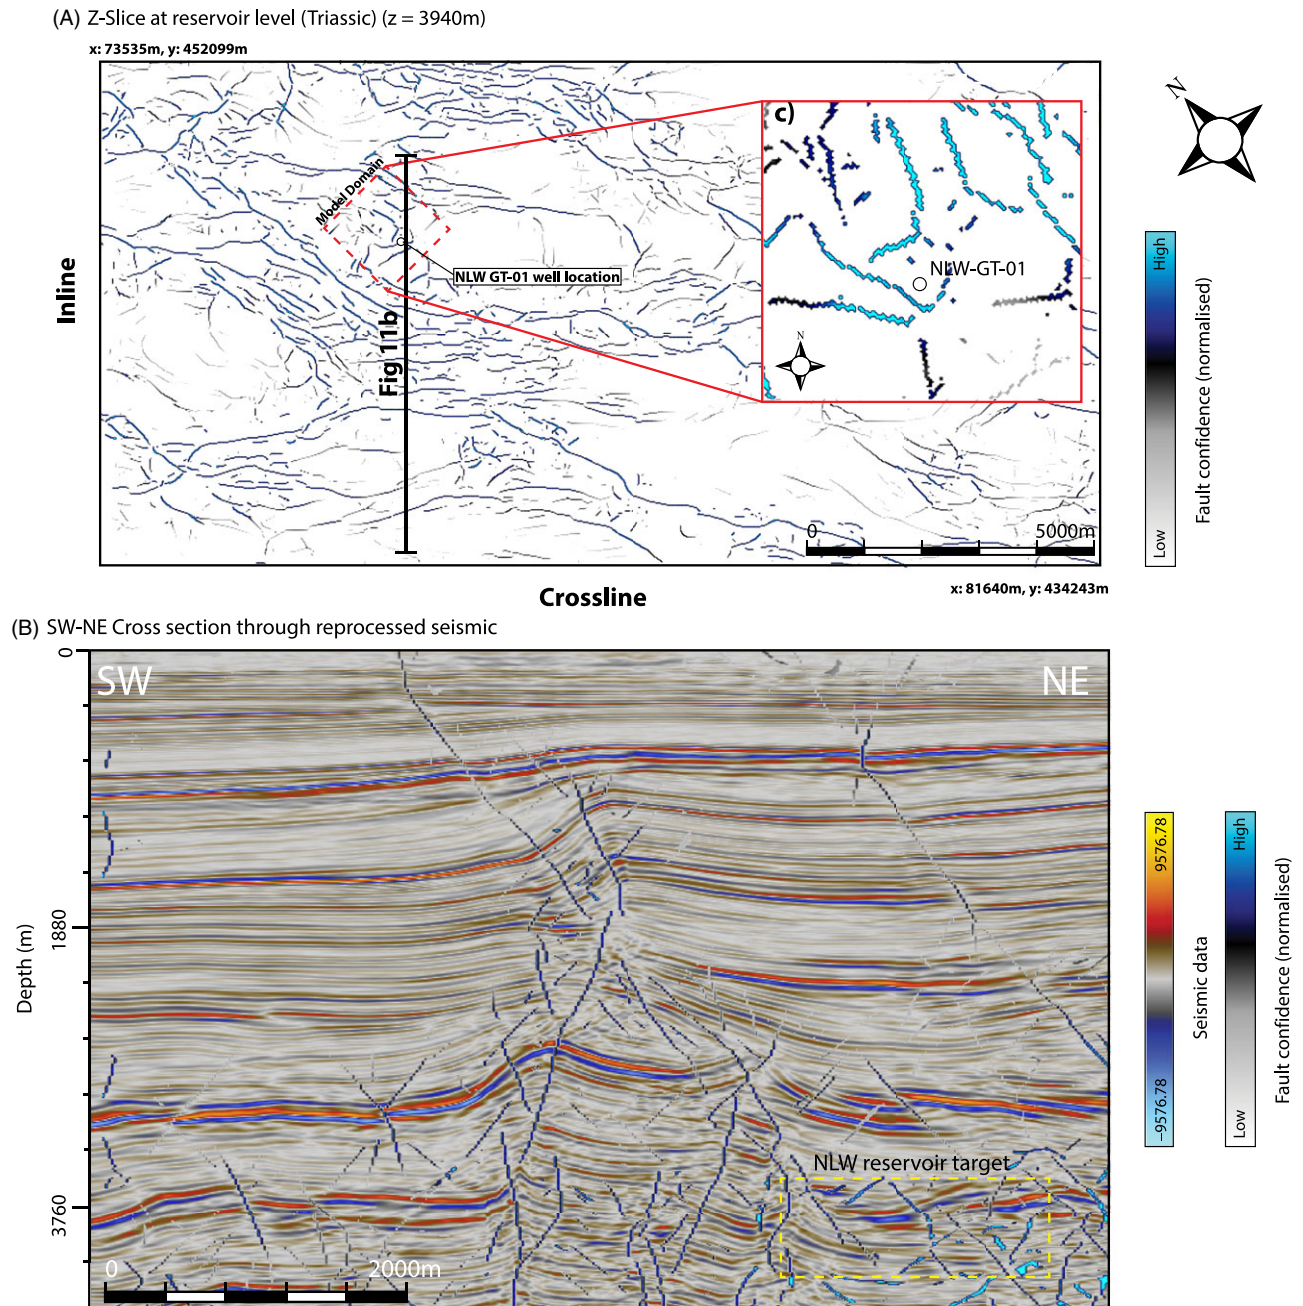 (A) Z-Slice at reservoir level (Triassic) (z = 3940m)
x: 73535m, y: 452099m
N
c)
Model Domain
NLW GT-01 well location
NLW-GT-01
N
Inline
Fig 11b
High
Low
Fault confidence (normalised)
0 5000m
Crossline
x: 81640m, y: 434243m
(B) SW-NE Cross section through reprocessed seismic
0
SW
NE
1880
Depth (m)
3760
NLW reservoir target
0 2000m
9576.78
−9576.78
Seismic data
High
Low
Fault confidence (normalised)